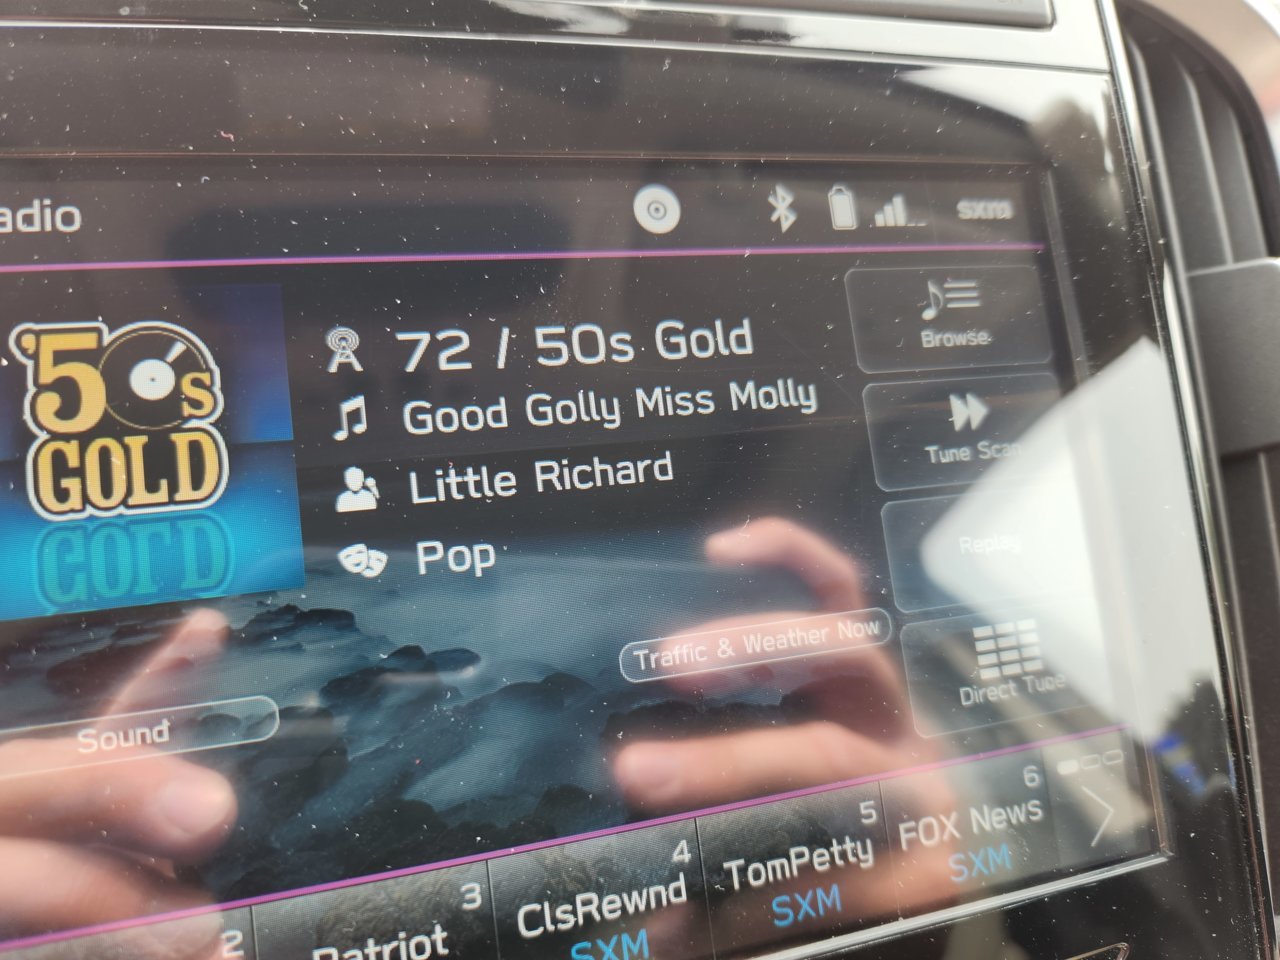 adio
sxm
'50s
GOLD
72 / 50s Gold
Good Golly Miss Molly
Little Richard
Pop
Browse
Tune Scan
Replay
Direct Tune
Traffic & Weather Now
Sound
2
3
Patriot
4
ClsRewnd
SXM
5
TomPetty
SXM
6
FOX News
SXM